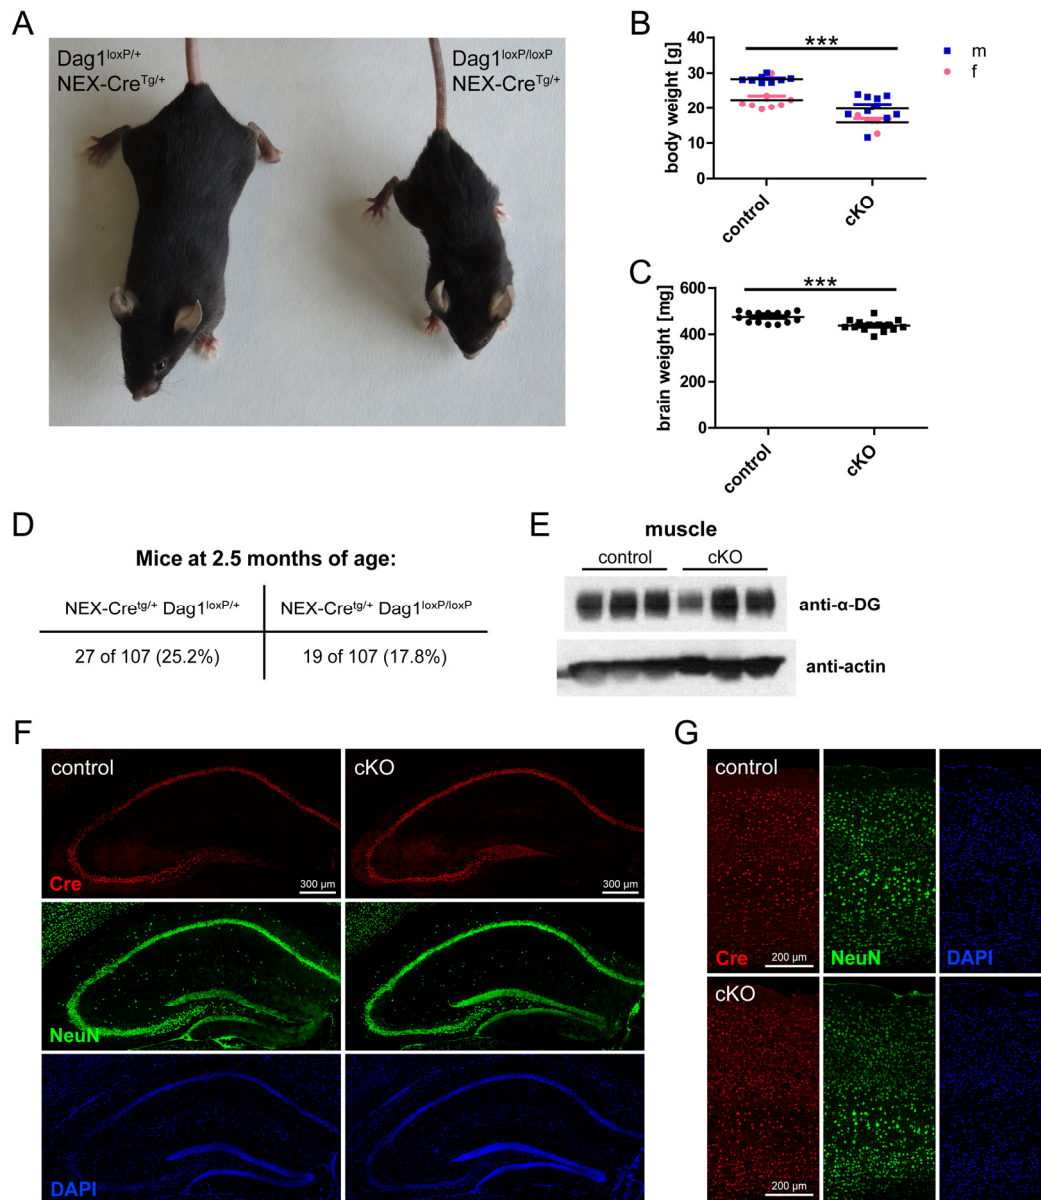 A
Dag1loxP/+
NEX-CreTg/+
Dag1loxP/loxP
NEX-CreTg/+
B
body weight [g]
40
30
20
10
0
***
m
f
control
cKO
C
brain weight [mg]
600
400
200
0
***
control
cKO
D
Mice at 2.5 months of age:
NEX-Cretg/+ Dag1loxP/+
NEX-Cretg/+ Dag1loxP/loxP
27 of 107 (25.2%)
19 of 107 (17.8%)
E
muscle
control
cKO
anti-α-DG
anti-actin
F
control
cKO
Cre
300 µm
300 µm
NeuN
DAPI
G
control
Cre
200 µm
NeuN
DAPI
cKO
200 µm